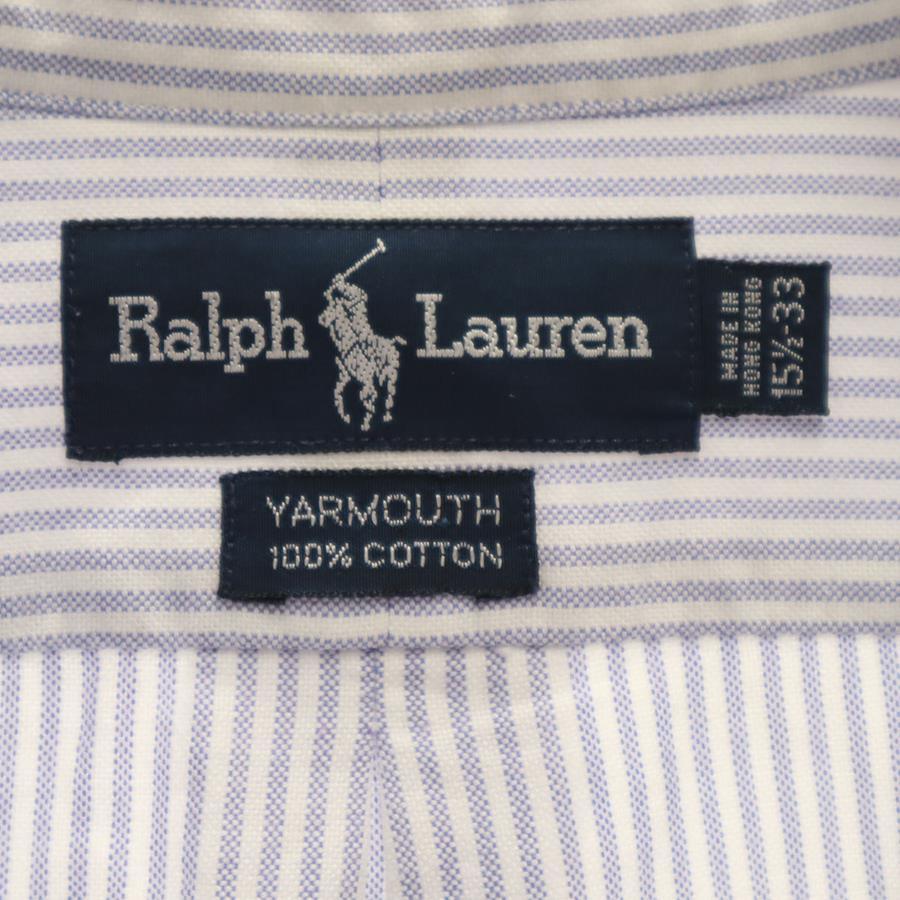 Ralph Lauren
MADE IN
HONG KONG
15½-33
YARMOUTH
100% COTTON